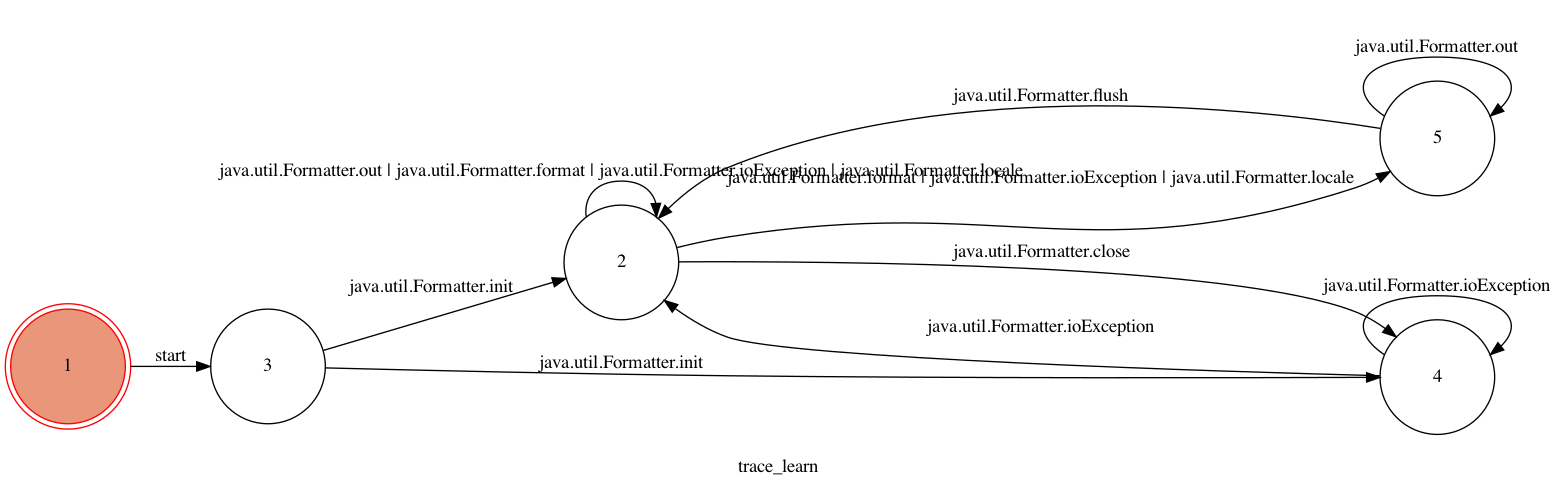 java.util.Formatter.out
java.util.Formatter.flush
5
java.util.Formatter.out | java.util.Formatter.format | java.util.Formatter.ioException | java.util.Formatter.locale
java.util.Formatter.format | java.util.Formatter.ioException | java.util.Formatter.locale
java.util.Formatter.close
2
java.util.Formatter.init
java.util.Formatter.ioException
java.util.Formatter.ioException
start
java.util.Formatter.init
1
3
4
trace_learn